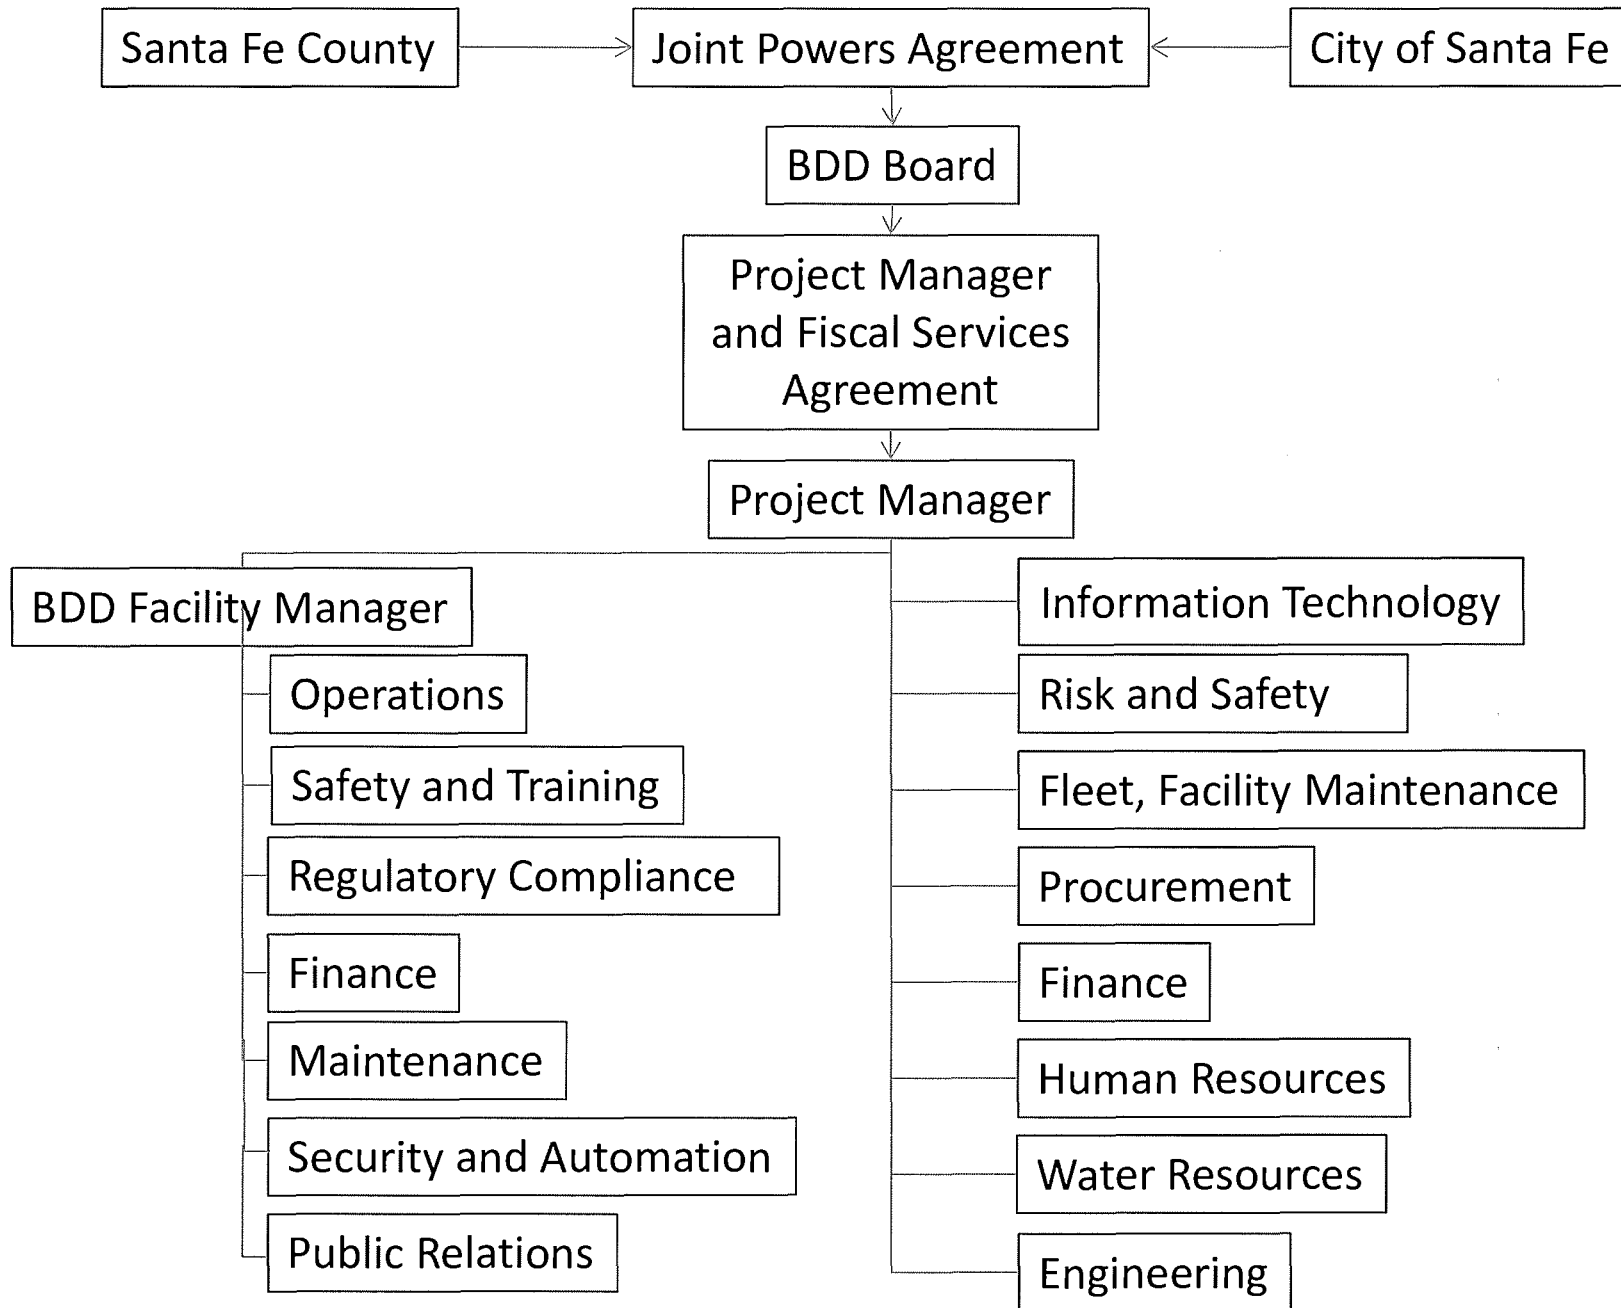 Santa Fe County
Joint Powers Agreement
City of Santa Fe
BDD Board
Project Manager
and Fiscal Services
Agreement
Project Manager
BDD Facility Manager
Operations
Safety and Training
Regulatory Compliance
Finance
Maintenance
Security and Automation
Public Relations
Information Technology
Risk and Safety
Fleet, Facility Maintenance
Procurement
Finance
Human Resources
Water Resources
Engineering